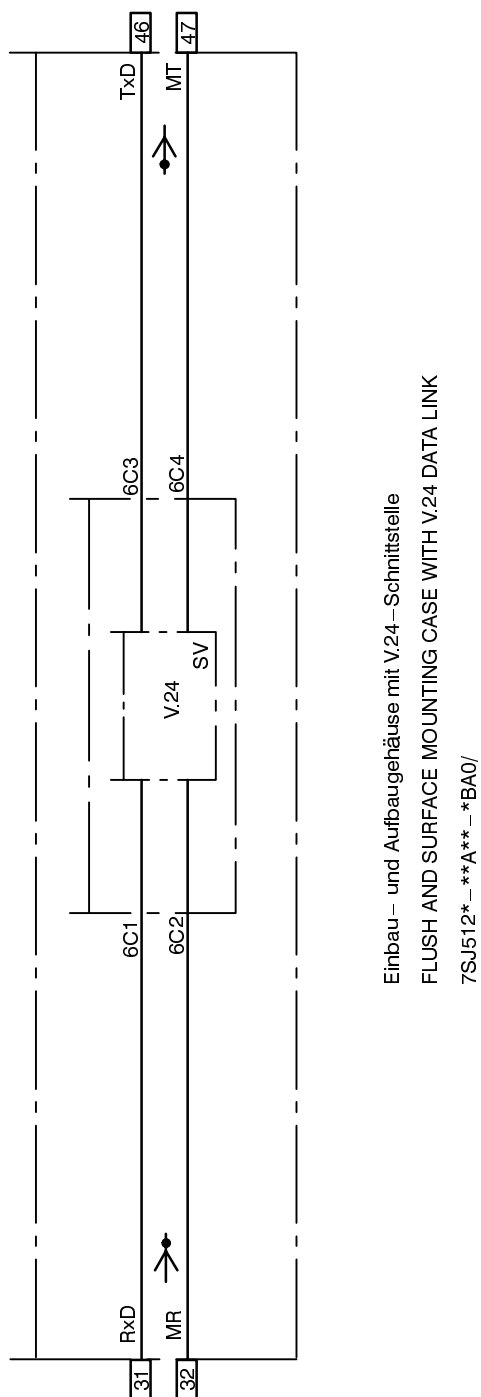 31
RxD
6C1
6C3
TxD
46
32
MR
6C2
V.24
SV
6C4
MT
47
Einbau– und Aufbaugehäuse mit V.24–Schnittstelle
FLUSH AND SURFACE MOUNTING CASE WITH V.24 DATA LINK
7SJ512*–**A**–*BA0/